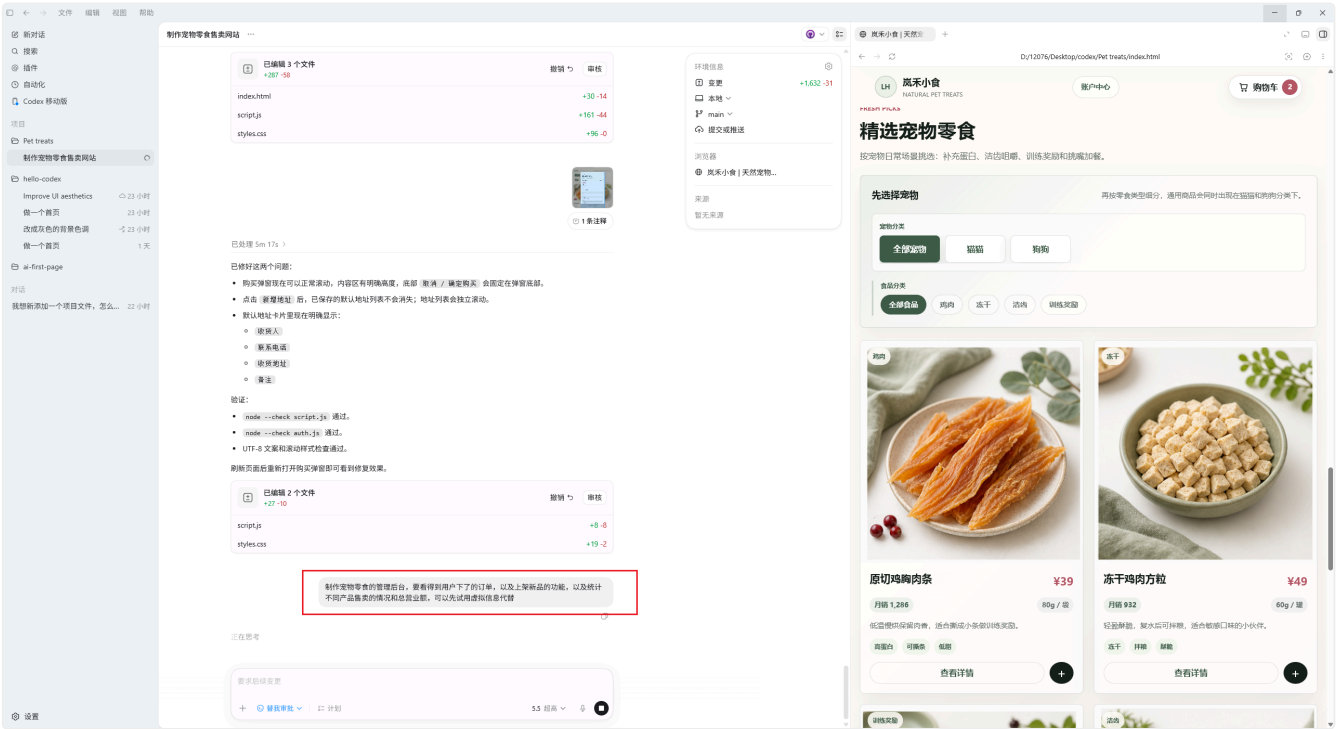 文件 编辑 视图 帮助
新对话
搜索
插件
自动化
Codex 移动版
项目
Pet treats
制作宠物零食售卖网站
hello-codex
Improve UI aesthetics 23 小时
做一个首页 23 小时
改成灰色的背景色调 23 小时
做一个首页 1 天
ai-first-page
对话
我想新添加一个项目文件，怎么... 22 小时
设置
制作宠物零食售卖网站 ...
已编辑 3 个文件
+287 -58
撤销 审核
index.html +30 -14
script.js +161 -44
styles.css +96 -0
1 条注释
已处理 5m 17s
已修好这两个问题：
购买弹窗现在可以正常滚动，内容区有明确高度，底部 取消 / 确定购买 会固定在弹窗底部。
点击 新增地址 后，已保存的默认地址列表不会消失；地址列表会独立滚动。
默认地址卡片里现在明确显示：
收货人
联系电话
收货地址
备注
验证：
node --check script.js 通过。
node --check auth.js 通过。
UTF-8 文案和滚动样式检查通过。
刷新页面后重新打开购买弹窗即可看到修复效果。
已编辑 2 个文件
+27 -10
撤销 审核
script.js +8 -8
styles.css +19 -2
制作宠物零食的管理后台，要看得到用户下了的订单，以及上架新品的功能，以及统计
不同产品售卖的情况和总营业额，可以先试用虚拟信息代替
正在思考
要求后续变更
替我审批 计划 5.5 超高
环境信息
变更 +1,632 -31
本地
main
提交或推送
浏览器
岚禾小食 | 天然宠物...
来源
暂无来源
岚禾小食 | 天然宠
D:/12076/Desktop/codex/Pet treats/index.html
LH
岚禾小食
NATURAL PET TREATS
账户中心
购物车 2
FRESH PICKS
精选宠物零食
按宠物日常场景挑选：补充蛋白、洁齿咀嚼、训练奖励和挑嘴加餐。
先选择宠物
再按零食类型细分，通用商品会同时出现在猫猫和狗狗分类下。
宠物分类
全部宠物 猫猫 狗狗
食品分类
全部食品 鸡肉 冻干 洁齿 训练奖励
鸡肉
原切鸡胸肉条 ¥39
月销 1,286 80g / 袋
低温慢烘保留肉香，适合撕成小条做训练奖励。
高蛋白 可撕条 低脂
查看详情 +
冻干
冻干鸡肉方粒 ¥49
月销 932 60g / 罐
轻盈酥脆，复水后可拌粮，适合敏感口味的小伙伴。
冻干 拌粮 酥脆
查看详情 +
训练奖励
洁齿